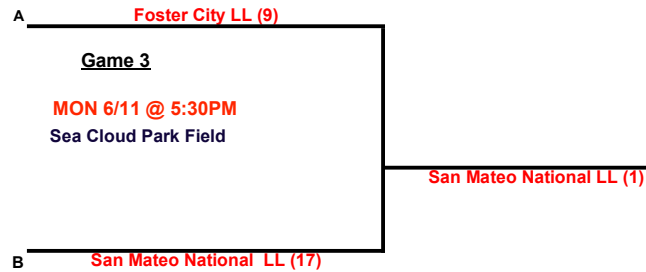 A Foster City LL (9)
Game 3
MON 6/11 @ 5:30PM
Sea Cloud Park Field
San Mateo National LL (1)
B San Mateo National  LL (17)